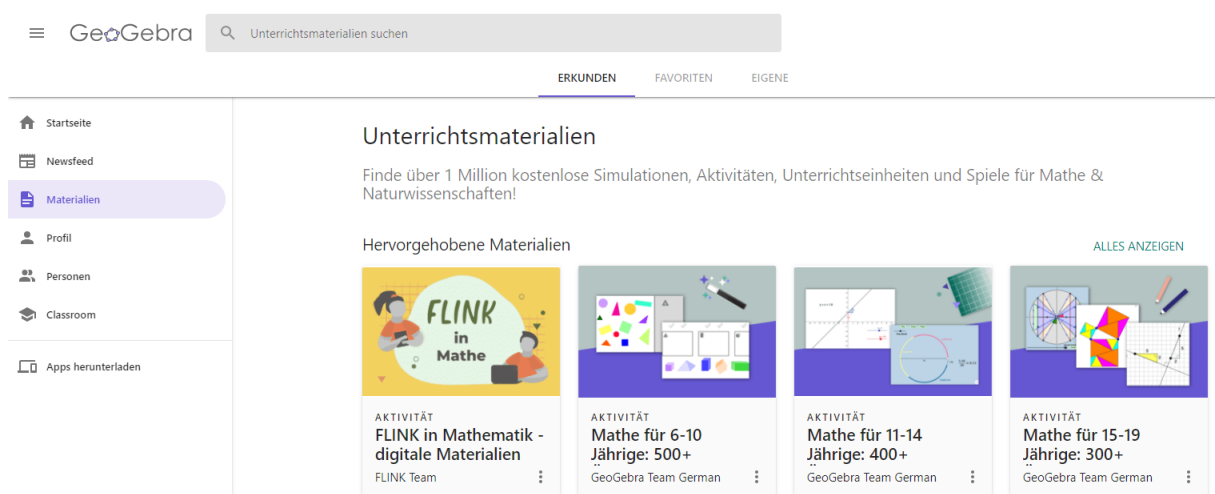 GeoGebra
Unterrichtsmaterialien suchen
ERKUNDEN FAVORITEN EIGENE
Startseite
Newsfeed
Materialien
Profil
Personen
Classroom
Apps herunterladen
Unterrichtsmaterialien
Finde über 1 Million kostenlose Simulationen, Aktivitäten, Unterrichtseinheiten und Spiele für Mathe &
Naturwissenschaften!
Hervorgehobene Materialien
ALLES ANZEIGEN
FLINK
in
Mathe
AKTIVITÄT
FLINK in Mathematik -
digitale Materialien
FLINK Team
AKTIVITÄT
Mathe für 6-10
Jährige: 500+
GeoGebra Team German
AKTIVITÄT
Mathe für 11-14
Jährige: 400+
GeoGebra Team German
AKTIVITÄT
Mathe für 15-19
Jährige: 300+
GeoGebra Team German